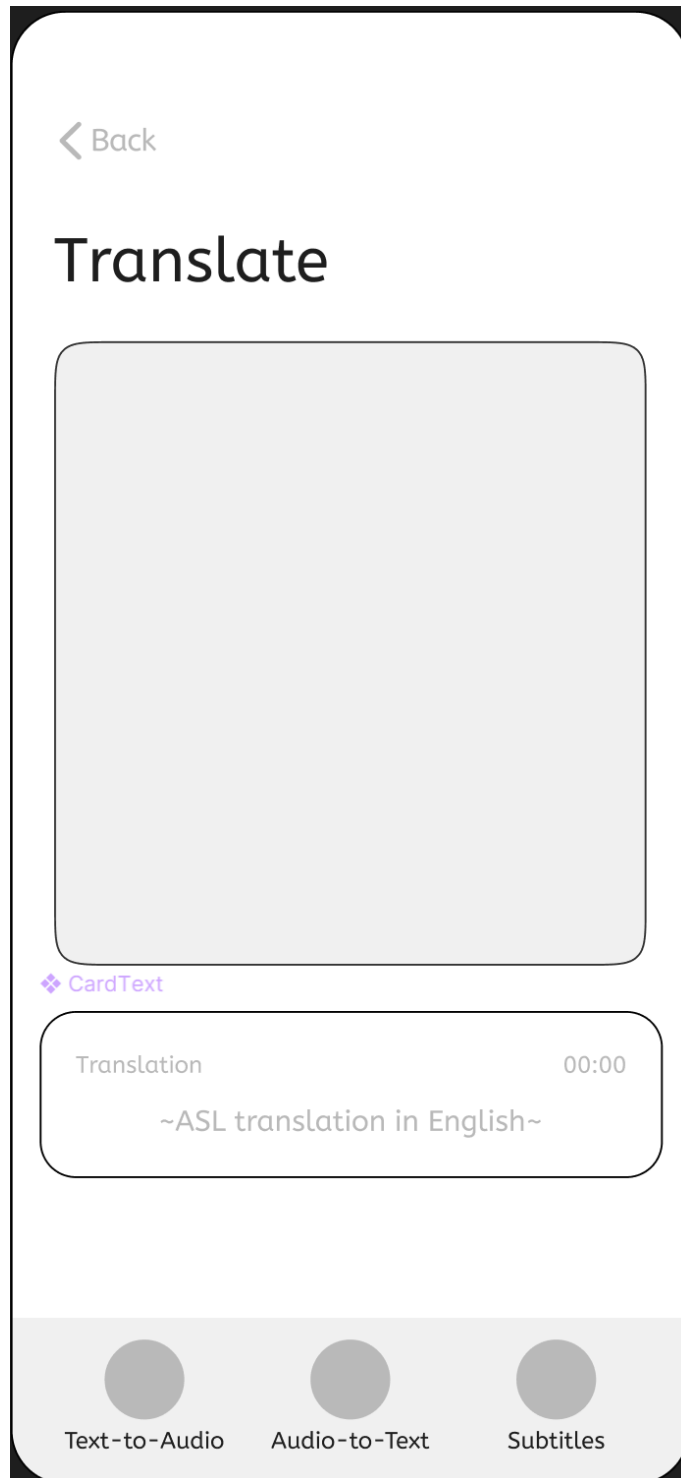 Back
Translate
CardText
Translation 00:00
~ASL translation in English~
Text-to-Audio Audio-to-Text Subtitles